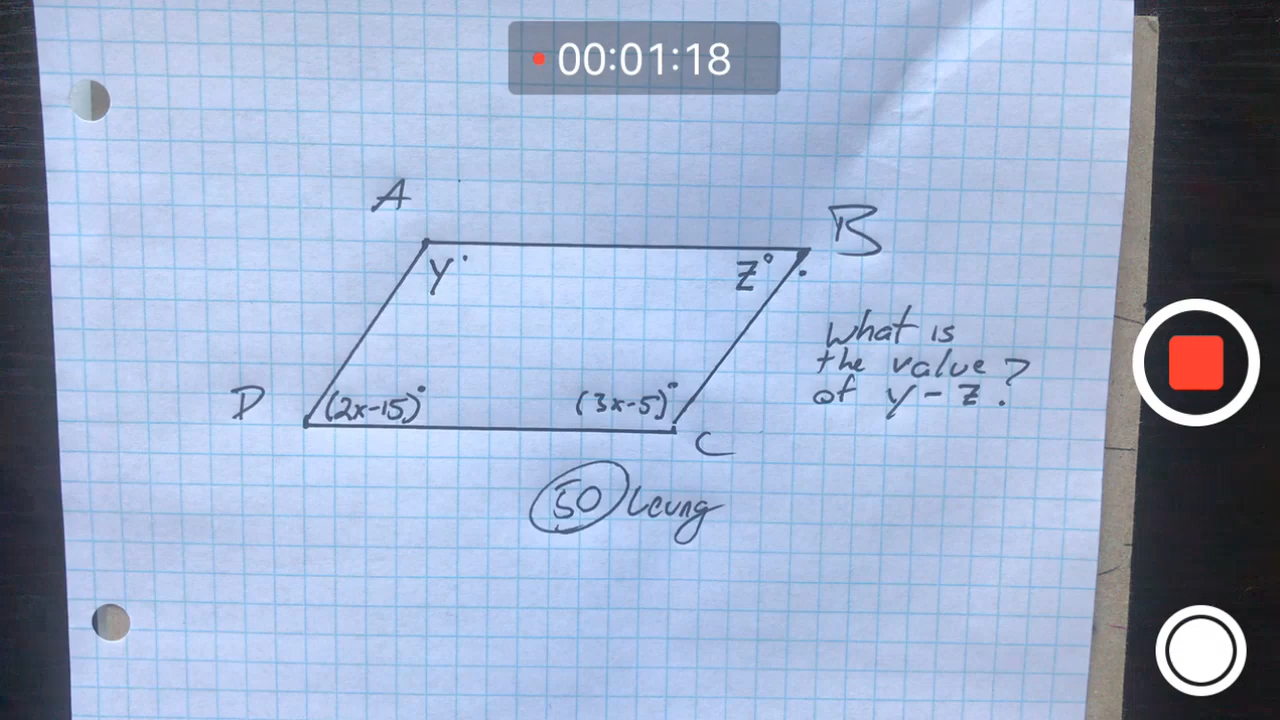 00:01:18
A
B
Y°
Z°
What is
the value?
of y-z.
D
(2x-15)°
(3x-5)°
C
50 Leung